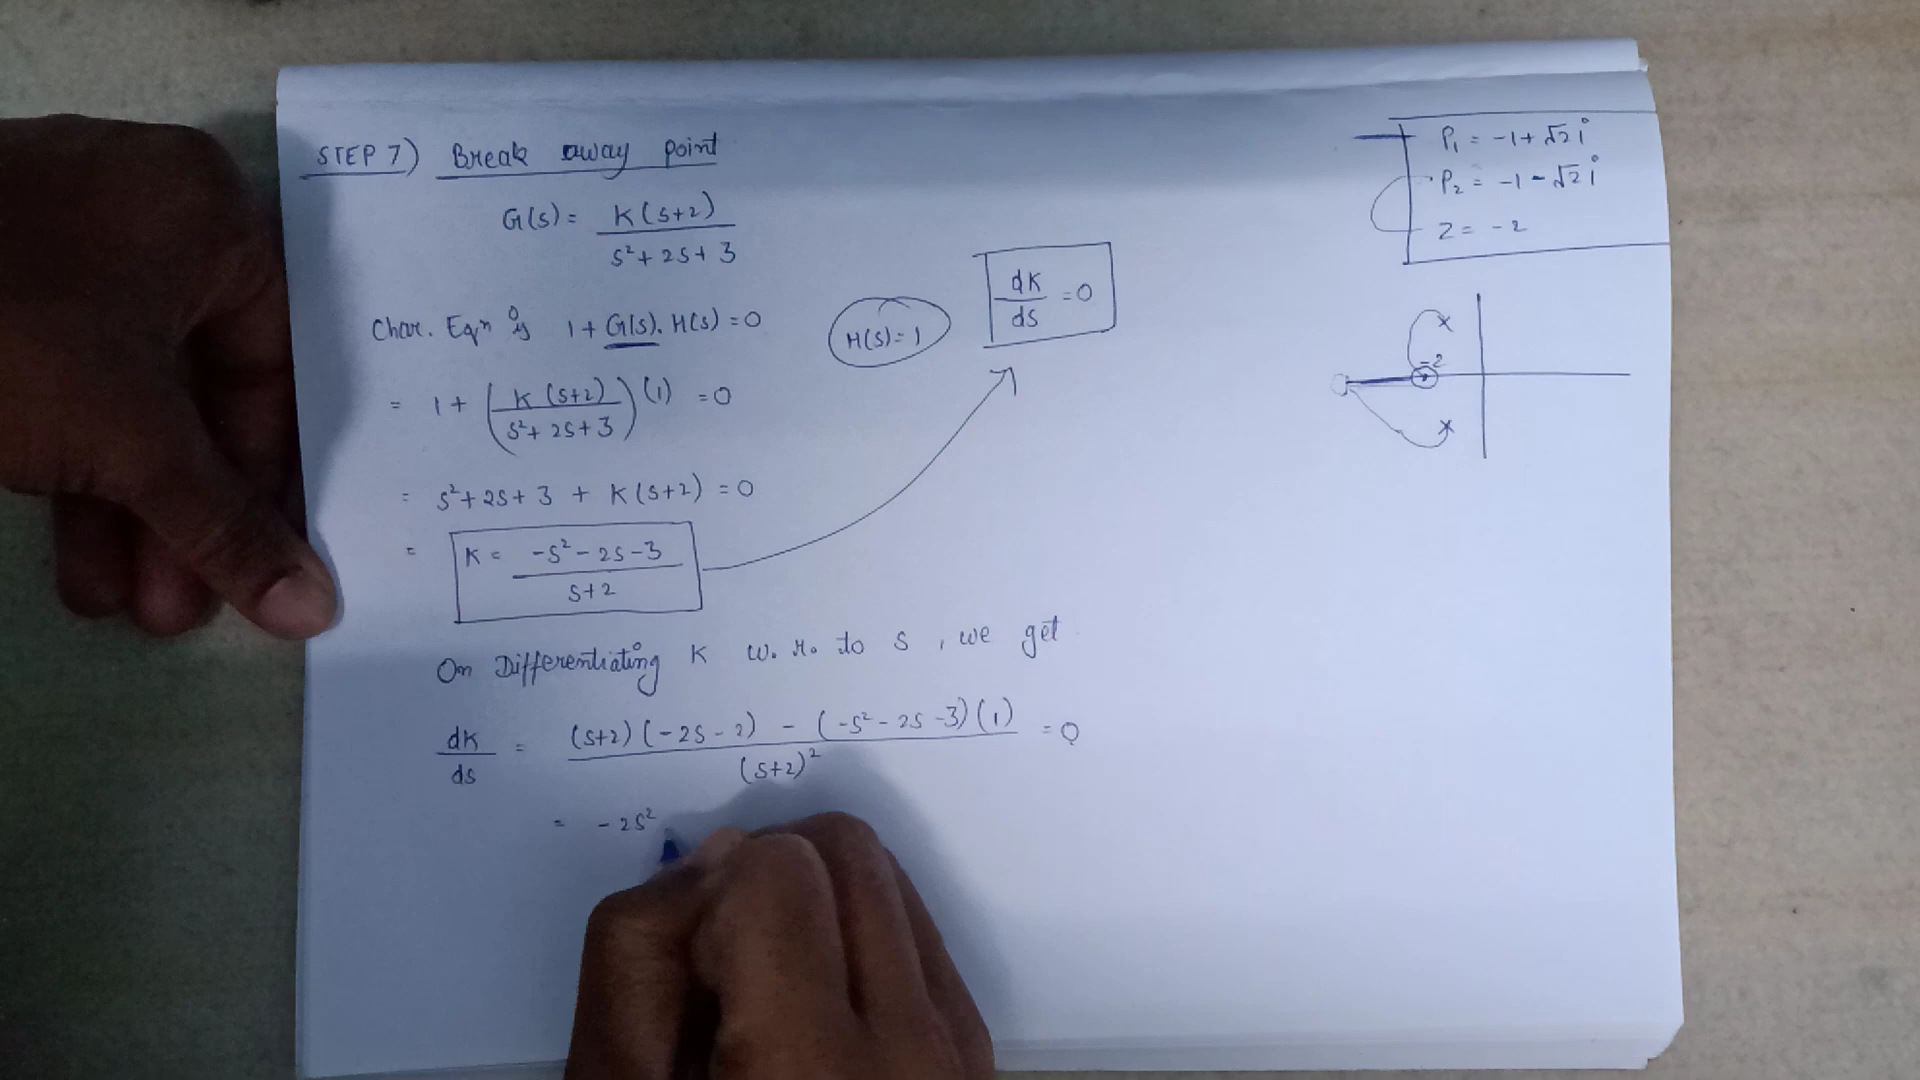 STEP 7) Break away point
G(s) = K(s+2) / s²+2s+3
Char. Eqn is 1+G(s).H(s)=0
H(s)=1
dK/ds = 0
= 1+ (K(s+2) / s²+2s+3)(1) =0
= s²+2s+3 + K(s+2) =0
= K = -s²-2s-3 / s+2
On Differentiating K w.r. to s, we get
dK/ds = (s+2)(-2s-2) - (-s²-2s-3)(1) / (s+2)² =0
= -2s²
P₁ = -1+√2i
P₂ = -1-√2i
Z = -2
-2